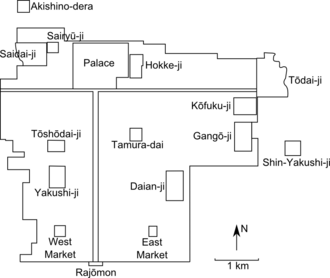 Akishino-dera
Sairyū-ji
Saidai-ji
Palace
Hokke-ji
Tōdai-ji
Kōfuku-ji
Tōshōdai-ji
Tamura-dai
Gangō-ji
Shin-Yakushi-ji
Yakushi-ji
Daian-ji
West
Market
East
Market
Rajōmon
N
1 km